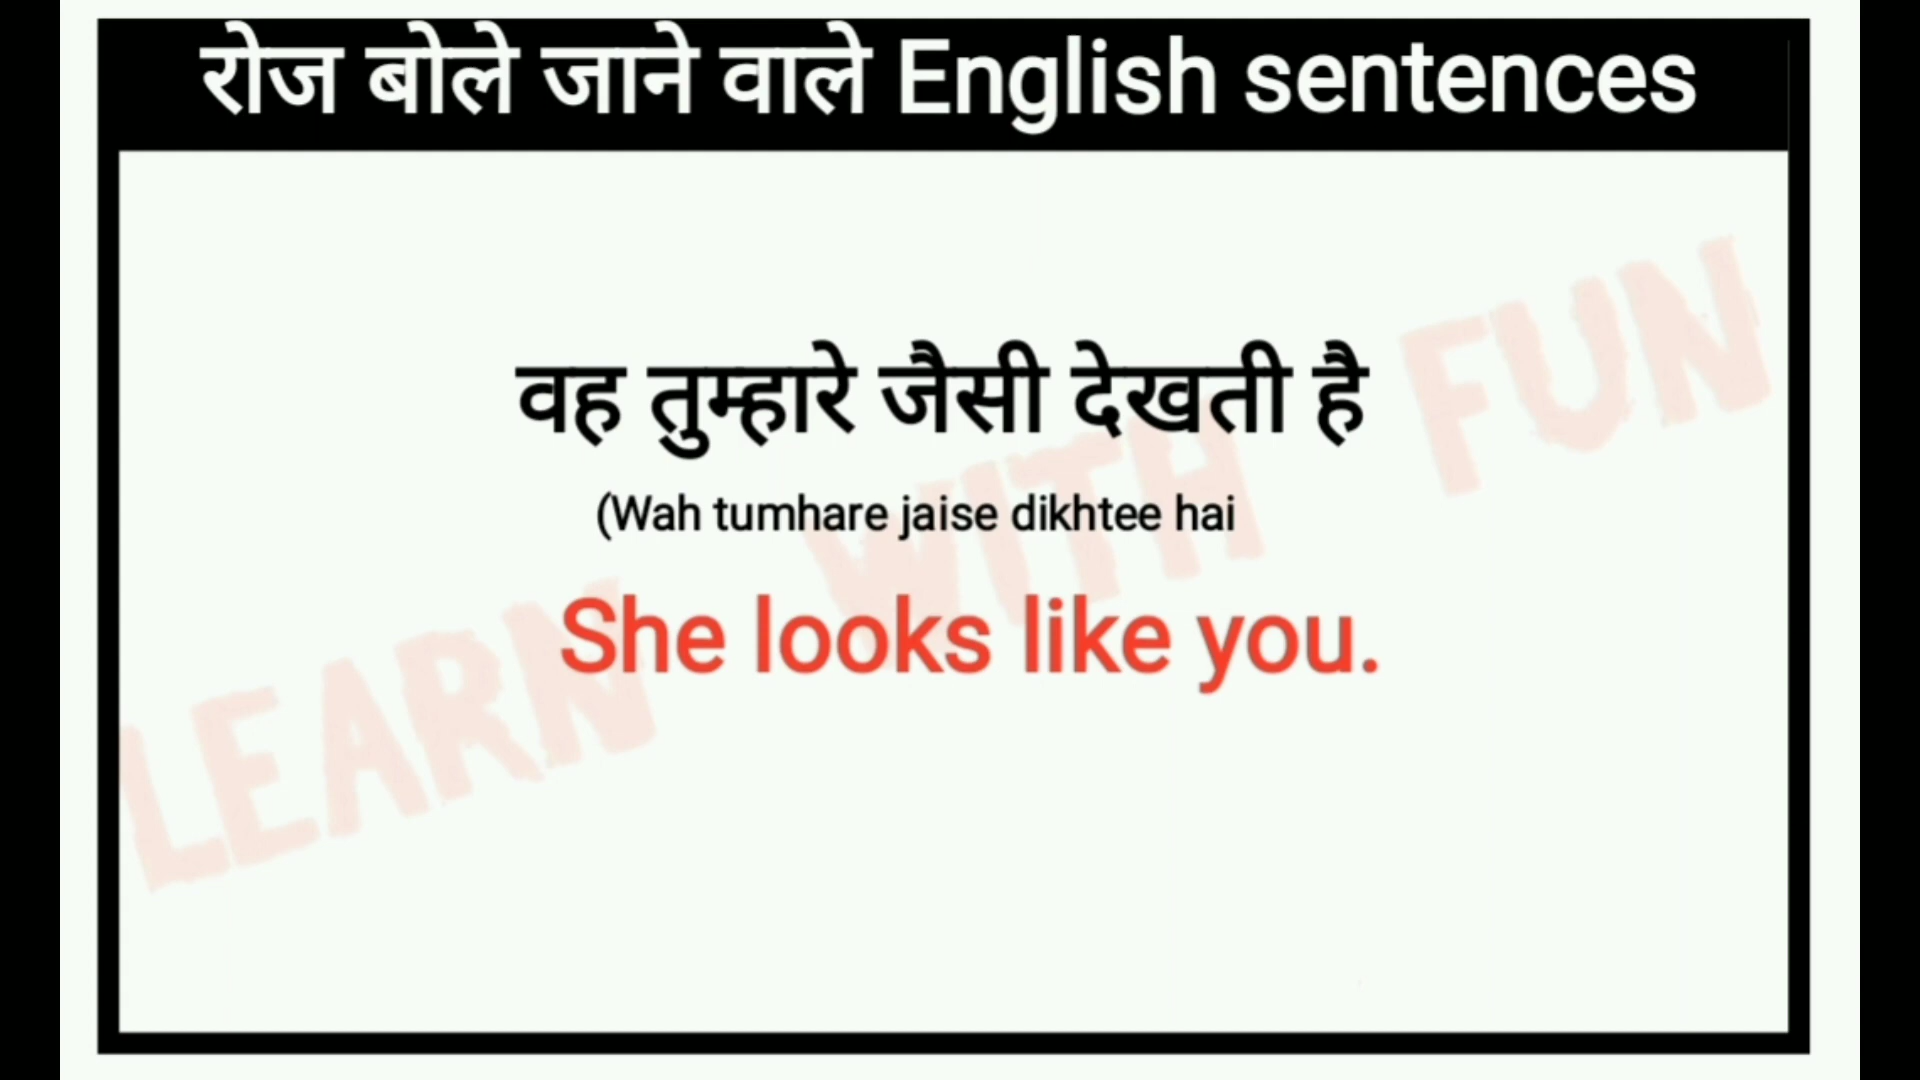 रोज बोले जाने वाले English sentences
वह तुम्हारे जैसी देखती है
(Wah tumhare jaise dikhtee hai
She looks like you.
LEARN WITH FUN